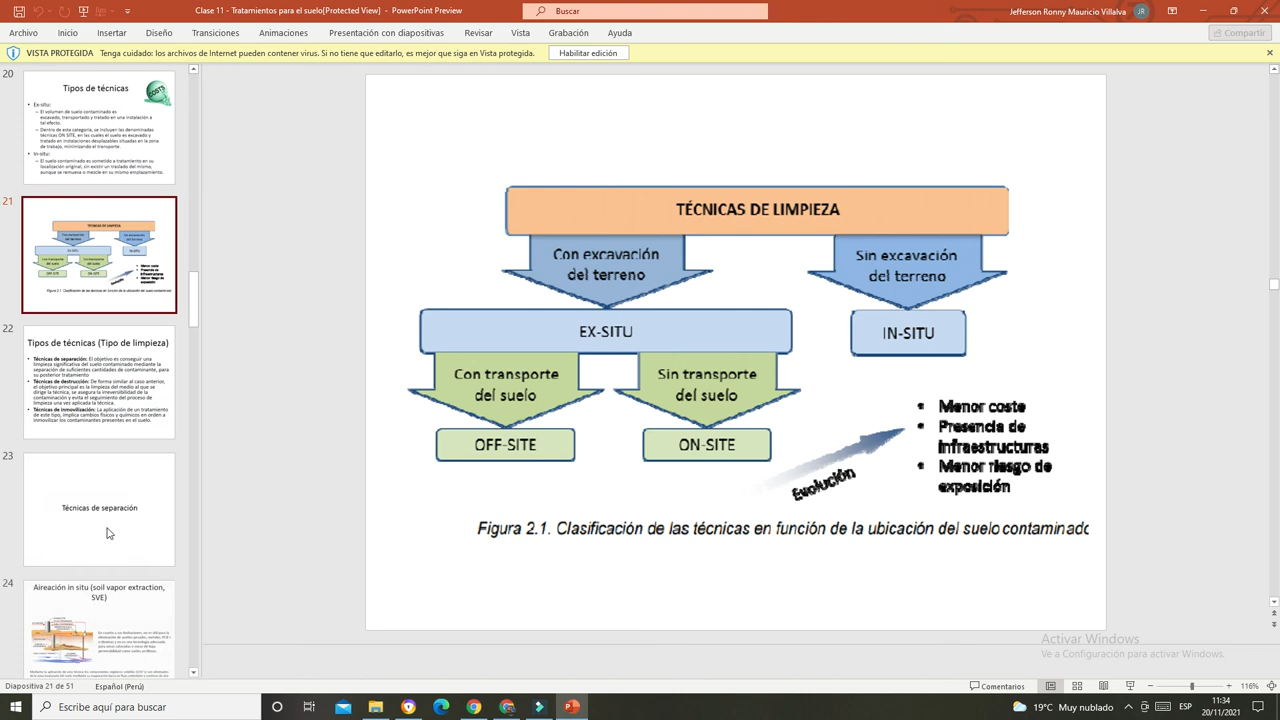 Clase 11 - Tratamientos para el suelo[Protected View] - PowerPoint Preview
Buscar
Jefferson Ronny Mauricio Villalva
JR
Archivo Inicio Insertar Diseño Transiciones Animaciones Presentación con diapositivas Revisar Vista Grabación Ayuda
Compartir
VISTA PROTEGIDA Tenga cuidado: los archivos de Internet pueden contener virus. Si no tiene que editarlo, es mejor que siga en Vista protegida. Habilitar edición
20
Tipos de técnicas
COSTS
• Ex-situ:
– El volumen de suelo contaminado es
excavado, transportado y tratado en una instalación a
tal efecto.
– Dentro de esta categoría, se incluyen las denominadas
técnicas ON SITE, en las cuales el suelo es excavado y
tratado en instalaciones desplazables situadas en la zona
de trabajo, minimizando el transporte.
• In-situ:
– El suelo contaminado es sometido a tratamiento en su
localización original, sin existir un traslado del mismo,
aunque se remueva o mezcle en su mismo emplazamiento.
21
22
Tipos de técnicas (Tipo de limpieza)
• Técnicas de separación: El objetivo es conseguir una
limpieza significativa del suelo contaminado mediante la
separación de suficientes cantidades de contaminante, para
su posterior tratamiento
• Técnicas de destrucción: De forma similar al caso anterior,
el objetivo principal es la limpieza del medio al que se
dirige la técnica, se asegura la irreversibilidad de la
contaminación y evita el seguimiento del proceso de
limpieza una vez aplicada la técnica.
• Técnicas de inmovilización: La aplicación de un tratamiento
de este tipo, implica cambios físicos y químicos en orden a
inmovilizar los contaminantes presentes en el suelo.
23
Técnicas de separación
24
Aireación in situ (soil vapor extraction,
SVE)
TÉCNICAS DE LIMPIEZA
Con excavación
del terreno
Sin excavación
del terreno
EX-SITU
IN-SITU
Con transporte
del suelo
Sin transporte
del suelo
OFF-SITE
ON-SITE
Evolución
• Menor coste
• Presencia de
infraestructuras
• Menor riesgo de
exposición
Figura 2.1. Clasificación de las técnicas en función de la ubicación del suelo contaminado
Activar Windows
Ve a Configuración para activar Windows.
Diapositiva 21 de 51
Español (Perú)
Comentarios
116%
Escribe aquí para buscar
19°C Muy nublado
ESP
11:34
20/11/2021